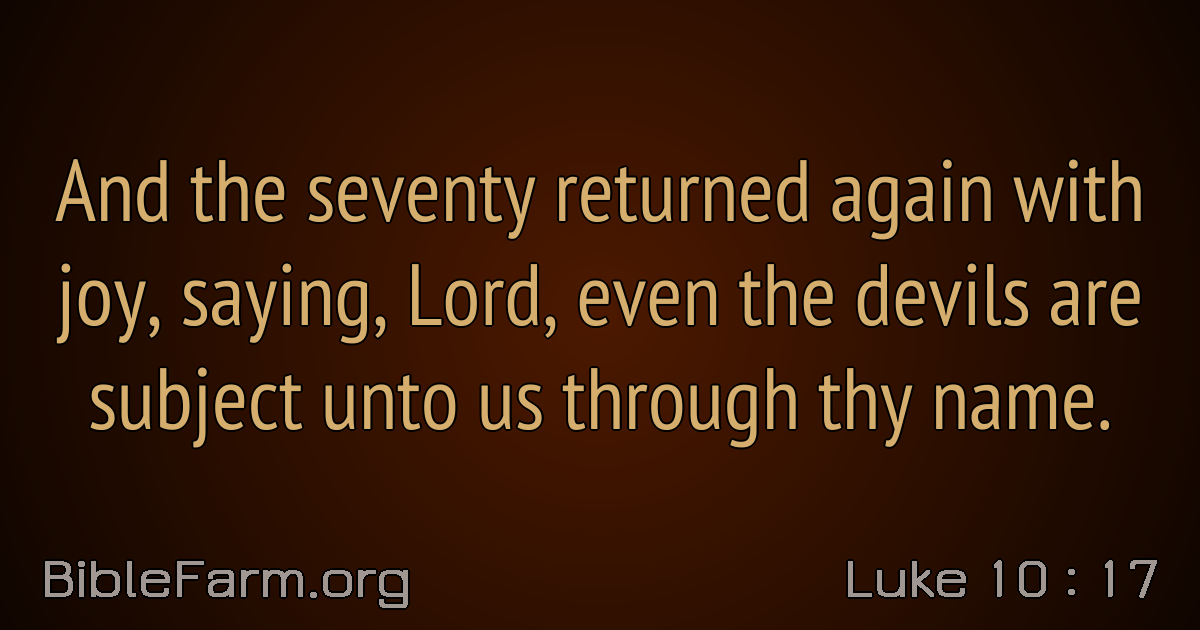 And the seventy returned again with
joy, saying, Lord, even the devils are
subject unto us through thy name.
BibleFarm.org
Luke 10 : 17